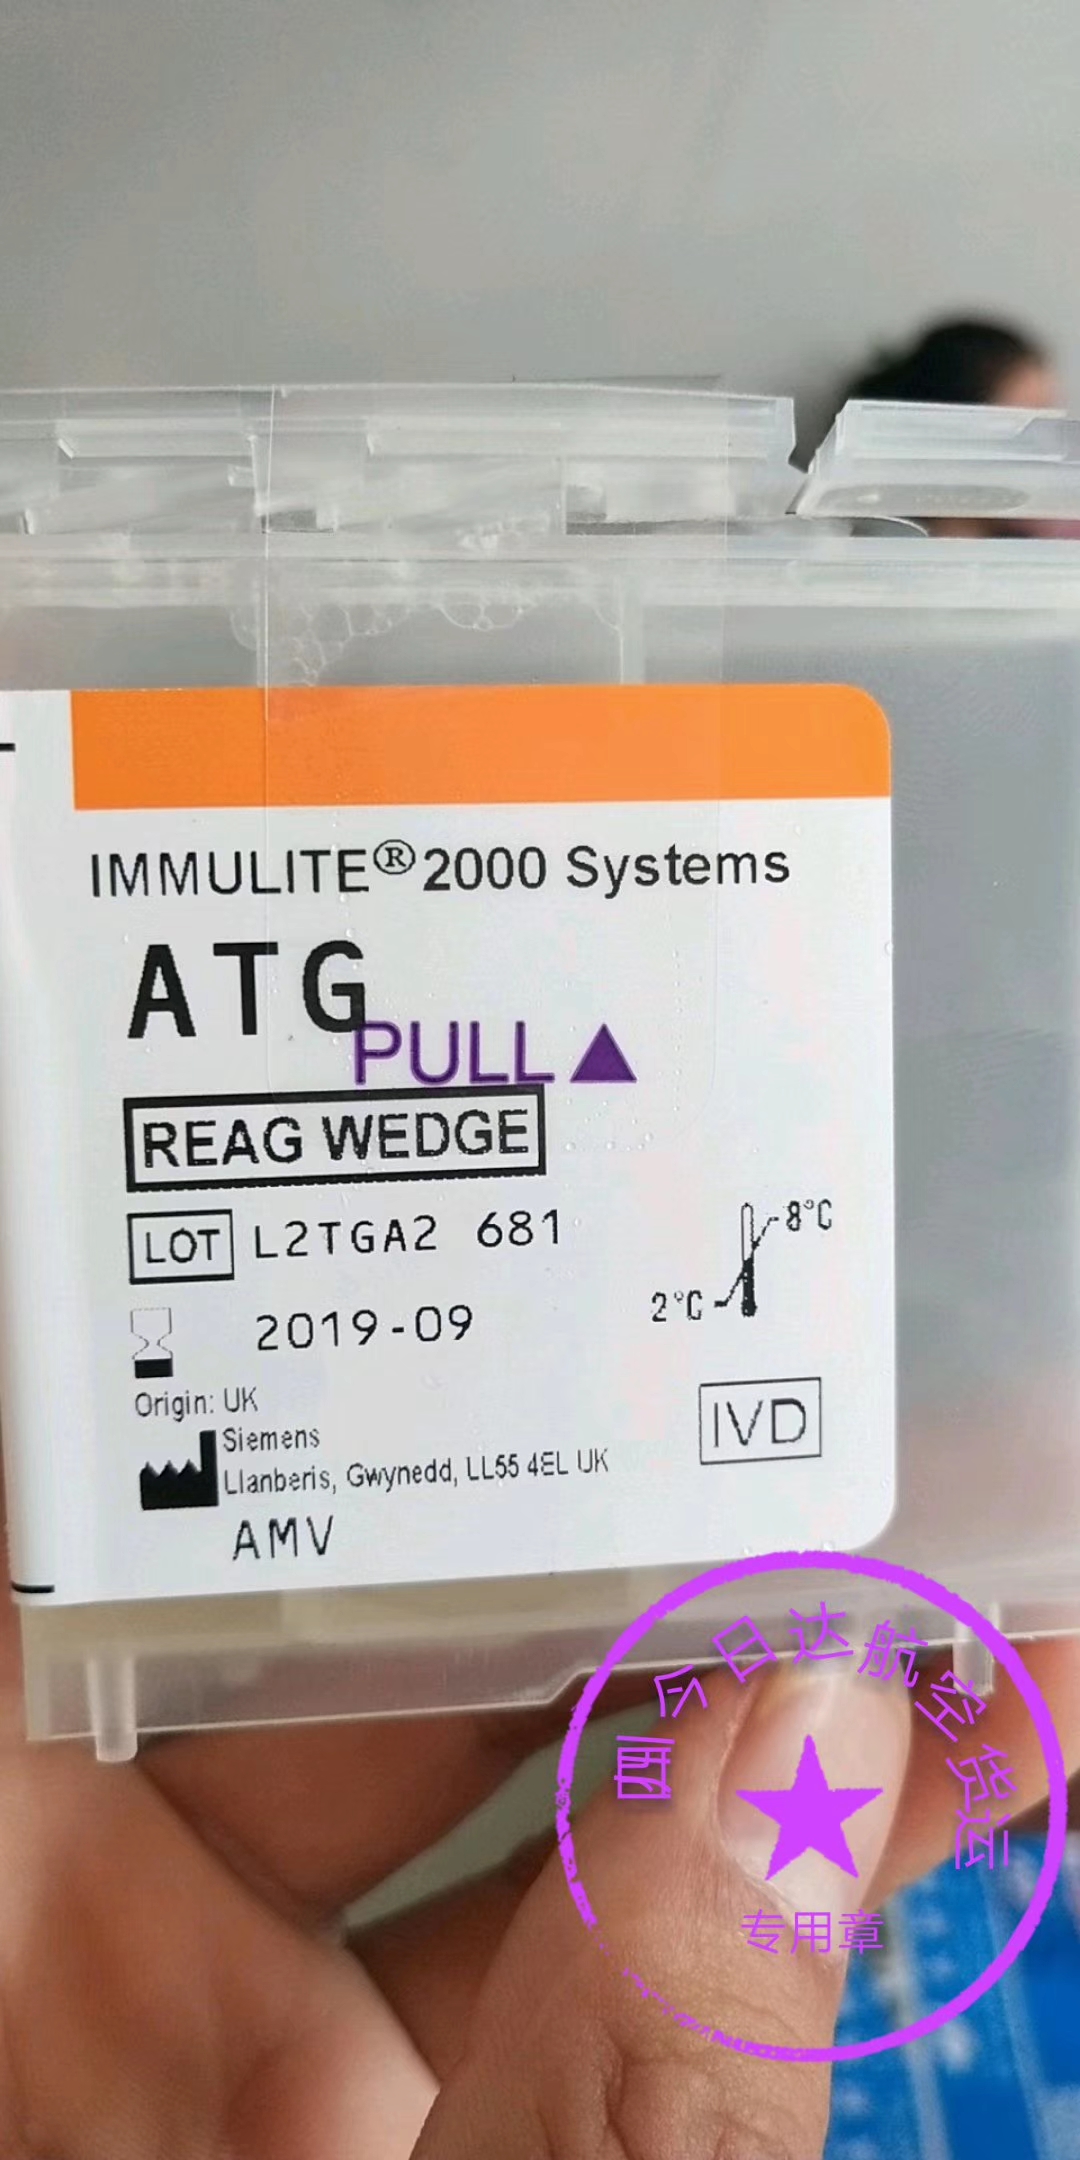 IMMULITE®2000 Systems
ATG
PULL▲
REAG WEDGE
LOT L2TGA2 681
8°C
2°C
2019-09
Origin: UK
IVD
Siemens
Llanberis, Gwynedd, LL55 4EL UK
AMV
今日达航空货运
专用章